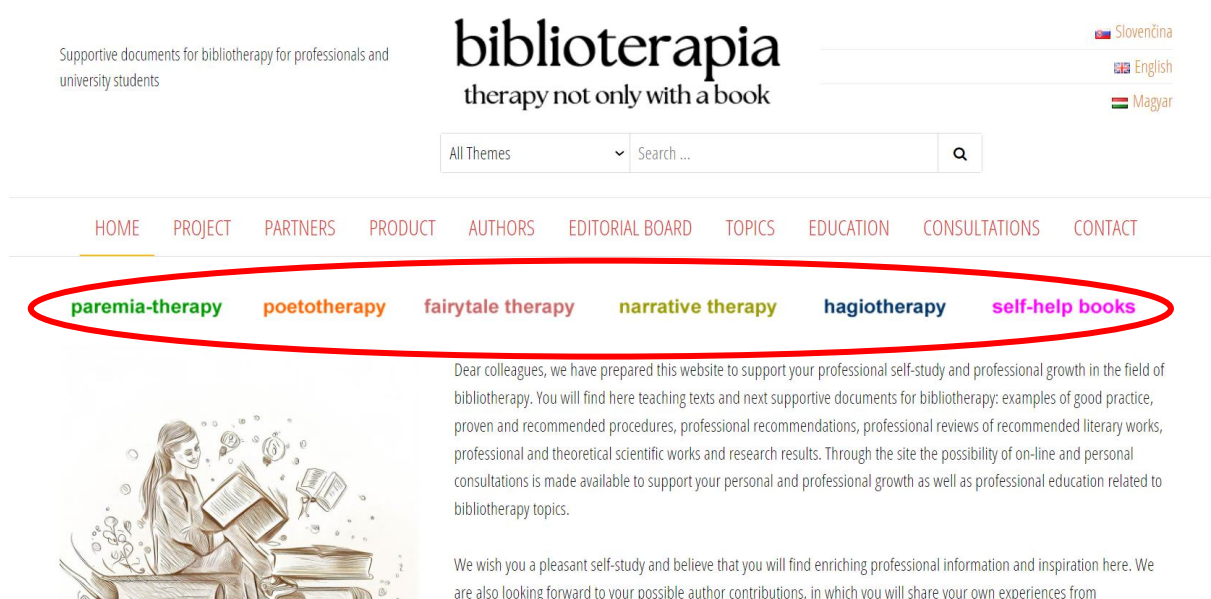 Supportive documents for bibliotherapy for professionals and
university students
biblioterapia
therapy not only with a book
Slovenčina
English
Magyar
All Themes Search ...
HOME PROJECT PARTNERS PRODUCT AUTHORS EDITORIAL BOARD TOPICS EDUCATION CONSULTATIONS CONTACT
paremia-therapy poetotherapy fairytale therapy narrative therapy hagiotherapy self-help books
Dear colleagues, we have prepared this website to support your professional self-study and professional growth in the field of
bibliotherapy. You will find here teaching texts and next supportive documents for bibliotherapy: examples of good practice,
proven and recommended procedures, professional recommendations, professional reviews of recommended literary works,
professional and theoretical scientific works and research results. Through the site the possibility of on-line and personal
consultations is made available to support your personal and professional growth as well as professional education related to
bibliotherapy topics.
We wish you a pleasant self-study and believe that you will find enriching professional information and inspiration here. We
are also looking forward to your possible author contributions, in which you will share your own experiences from